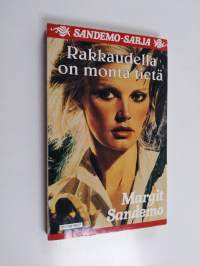 SANDEMO-SARJA
Rakkaudella
on monta tietä
Margit
Sandemo